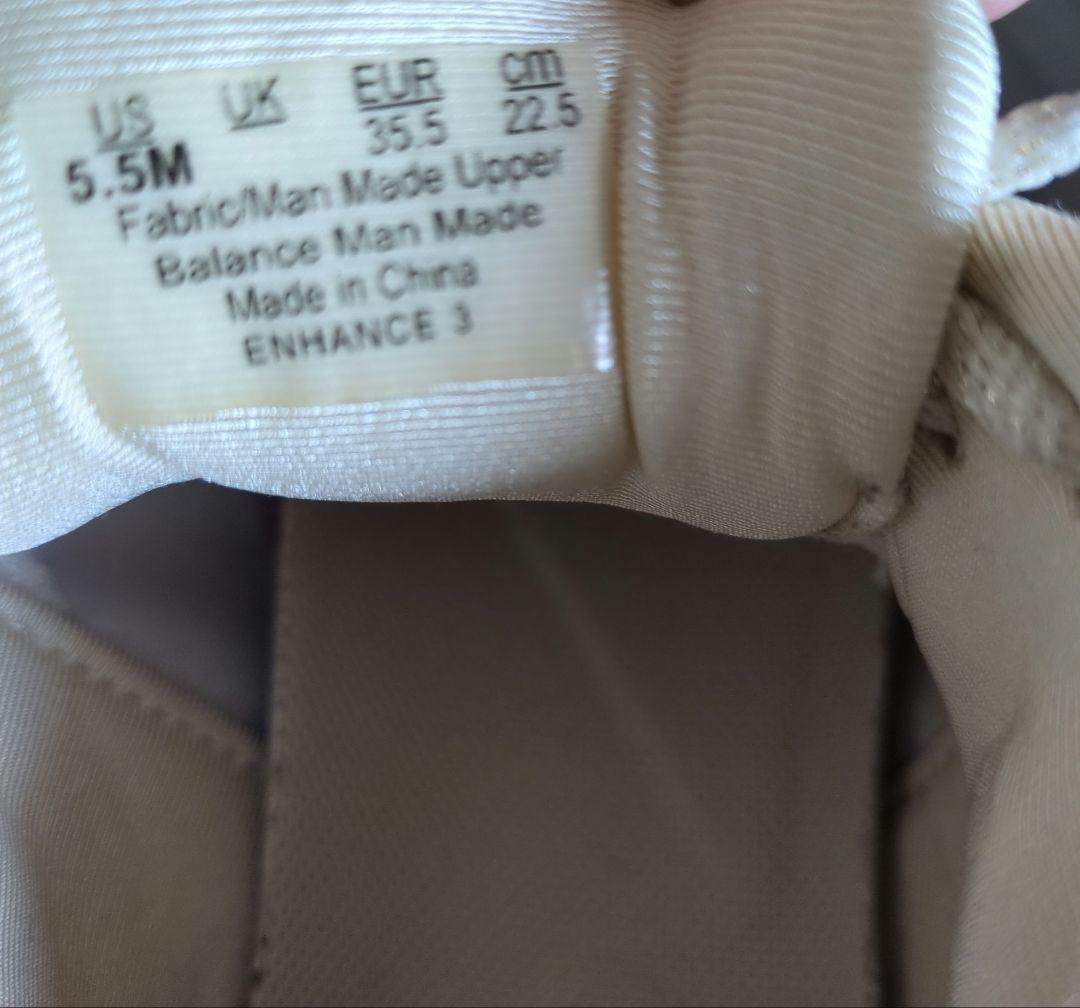 US UK EUR cm
5.5M 35.5 22.5
Fabric/Man Made Upper
Balance Man Made
Made in China
ENHANCE 3